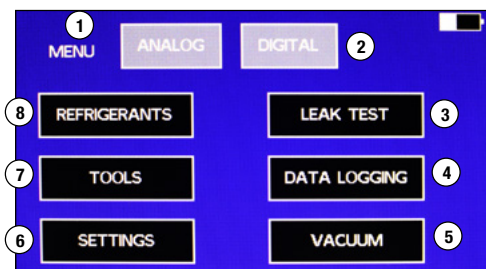 1
MENU ANALOG DIGITAL 2
8 REFRIGERANTS LEAK TEST 3
7 TOOLS DATA LOGGING 4
6 SETTINGS VACUUM 5